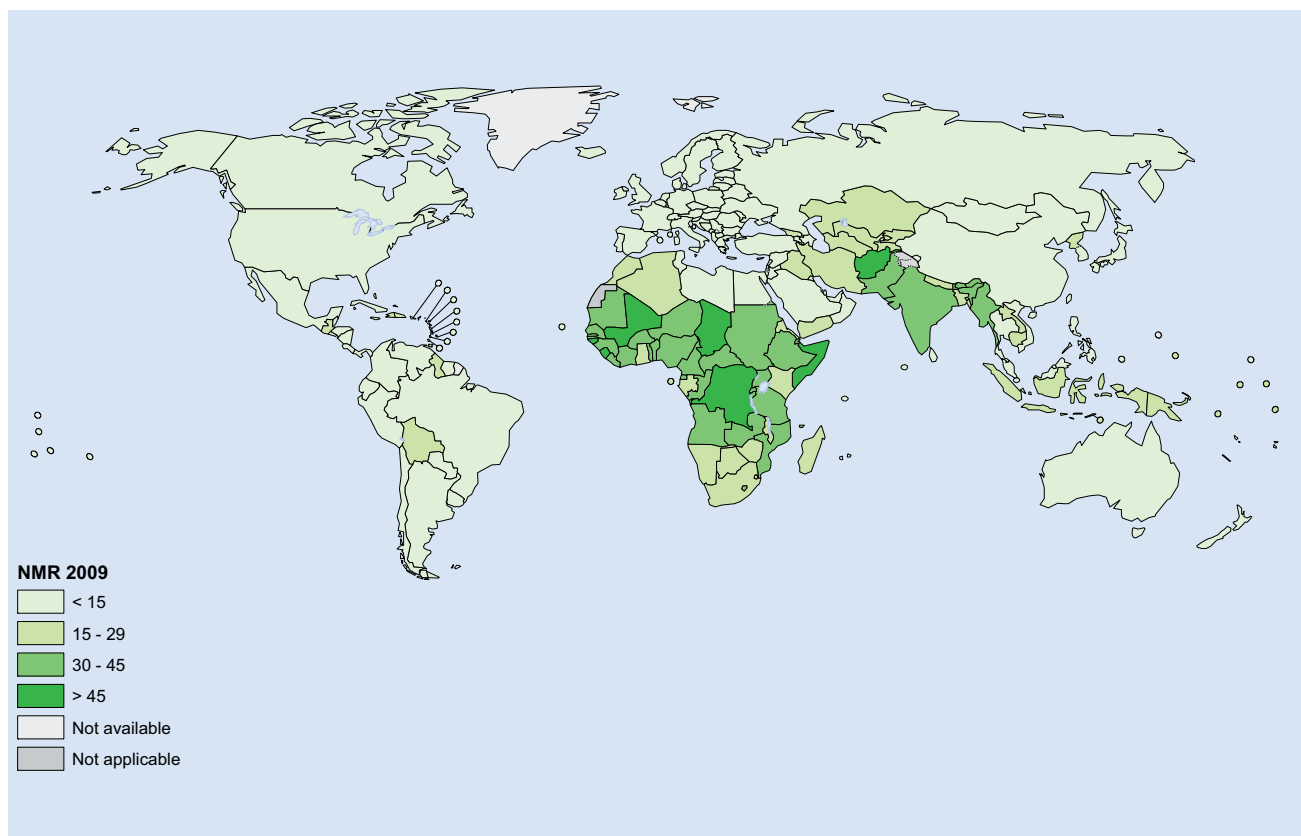 NMR 2009
< 15
15 - 29
30 - 45
> 45
Not available
Not applicable